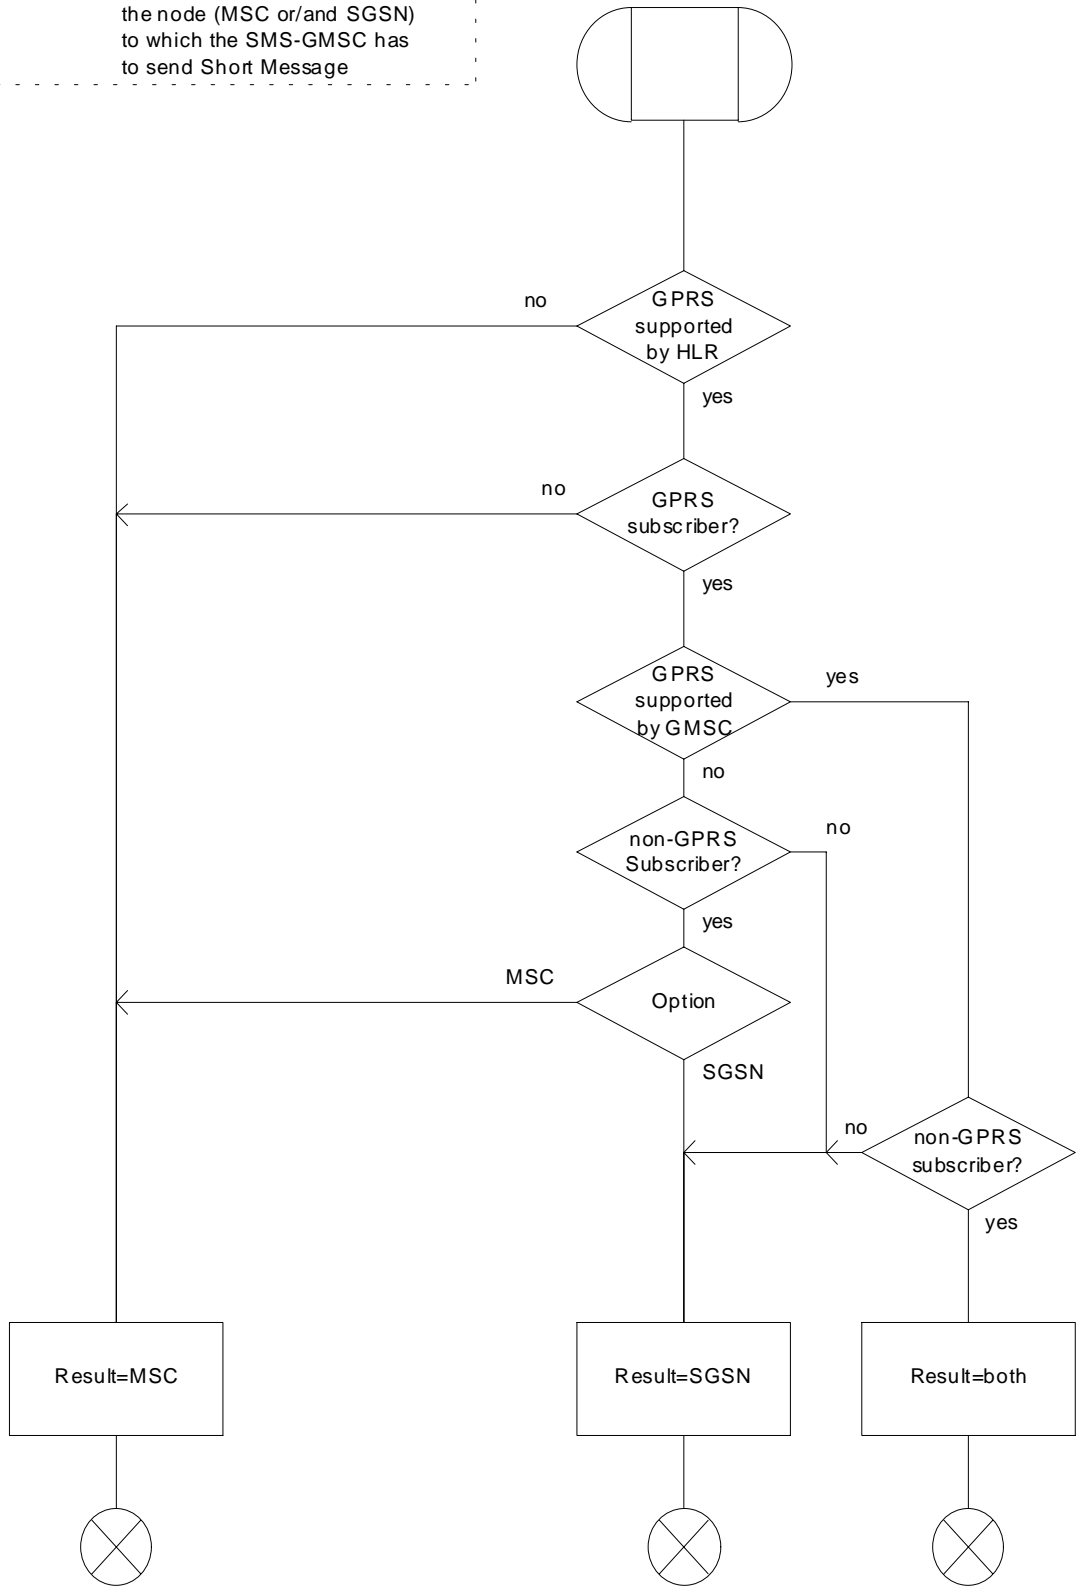 the node (MSC or/and SGSN)
to which the SMS-GMSC has
to send Short Message
no
GPRS
supported
by HLR
yes
no
GPRS
subscriber?
yes
GPRS
supported
by GMSC
yes
no
non-GPRS
Subscriber?
no
yes
MSC
Option
SGSN
no
non-GPRS
subscriber?
yes
Result=MSC
Result=SGSN
Result=both